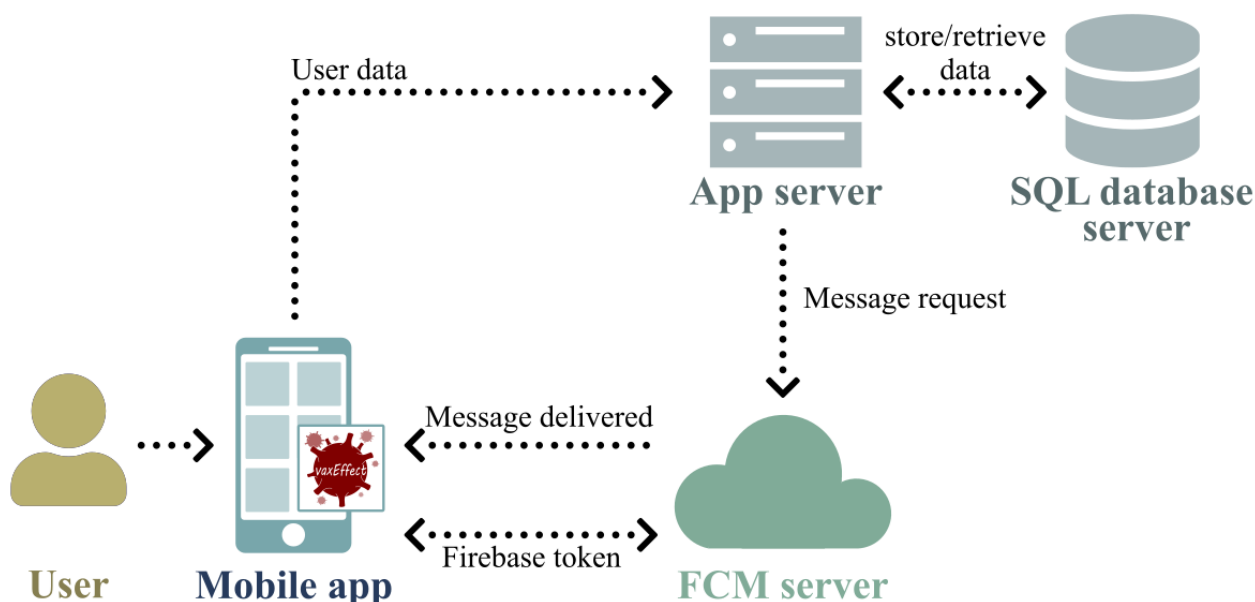 User data
store/retrieve
data
App server
SQL database
server
Message request
Message delivered
vaxEffect
Firebase token
User
Mobile app
FCM server